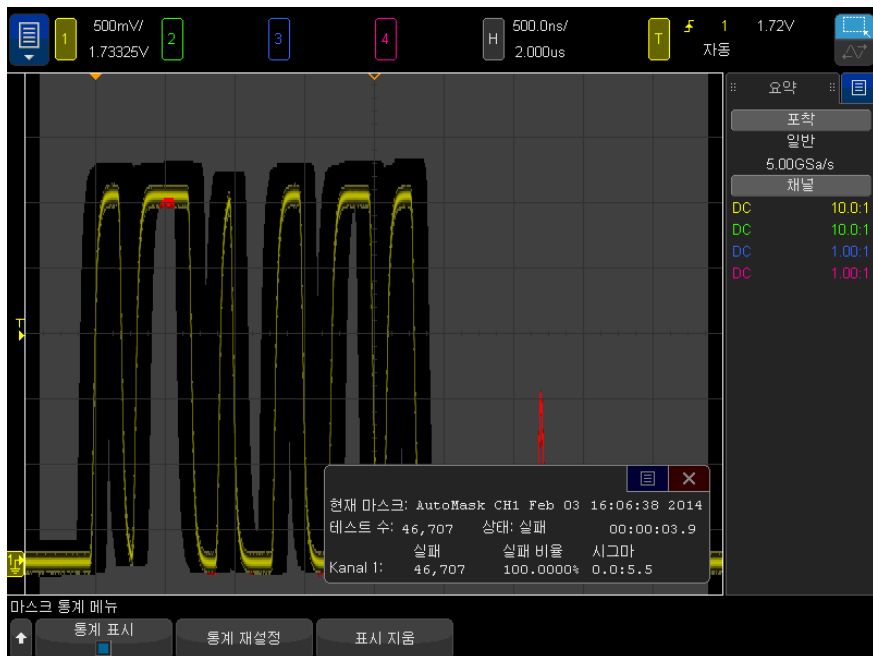 1
500mV/
1.73325V
2
3
4
H
500.0ns/
2.000us
T
1
1.72V
자동
요약
포착
일반
5.00GSa/s
채널
DC 10.0:1
DC 10.0:1
DC 1.00:1
DC 1.00:1
T
1
현재 마스크: AutoMask CH1 Feb 03 16:06:38 2014
테스트 수: 46,707 상태: 실패 00:00:03.9
실패 실패 비율 시그마
Kanal 1: 46,707 100.0000% 0.0:5.5
마스크 통계 메뉴
통계 표시
통계 재설정
표시 지움